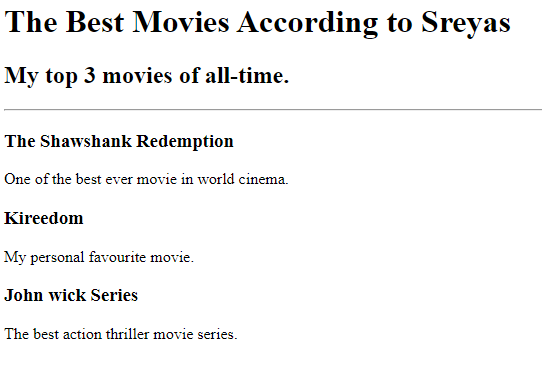 The Best Movies According to Sreyas
My top 3 movies of all-time.
The Shawshank Redemption
One of the best ever movie in world cinema.
Kireedom
My personal favourite movie.
John wick Series
The best action thriller movie series.